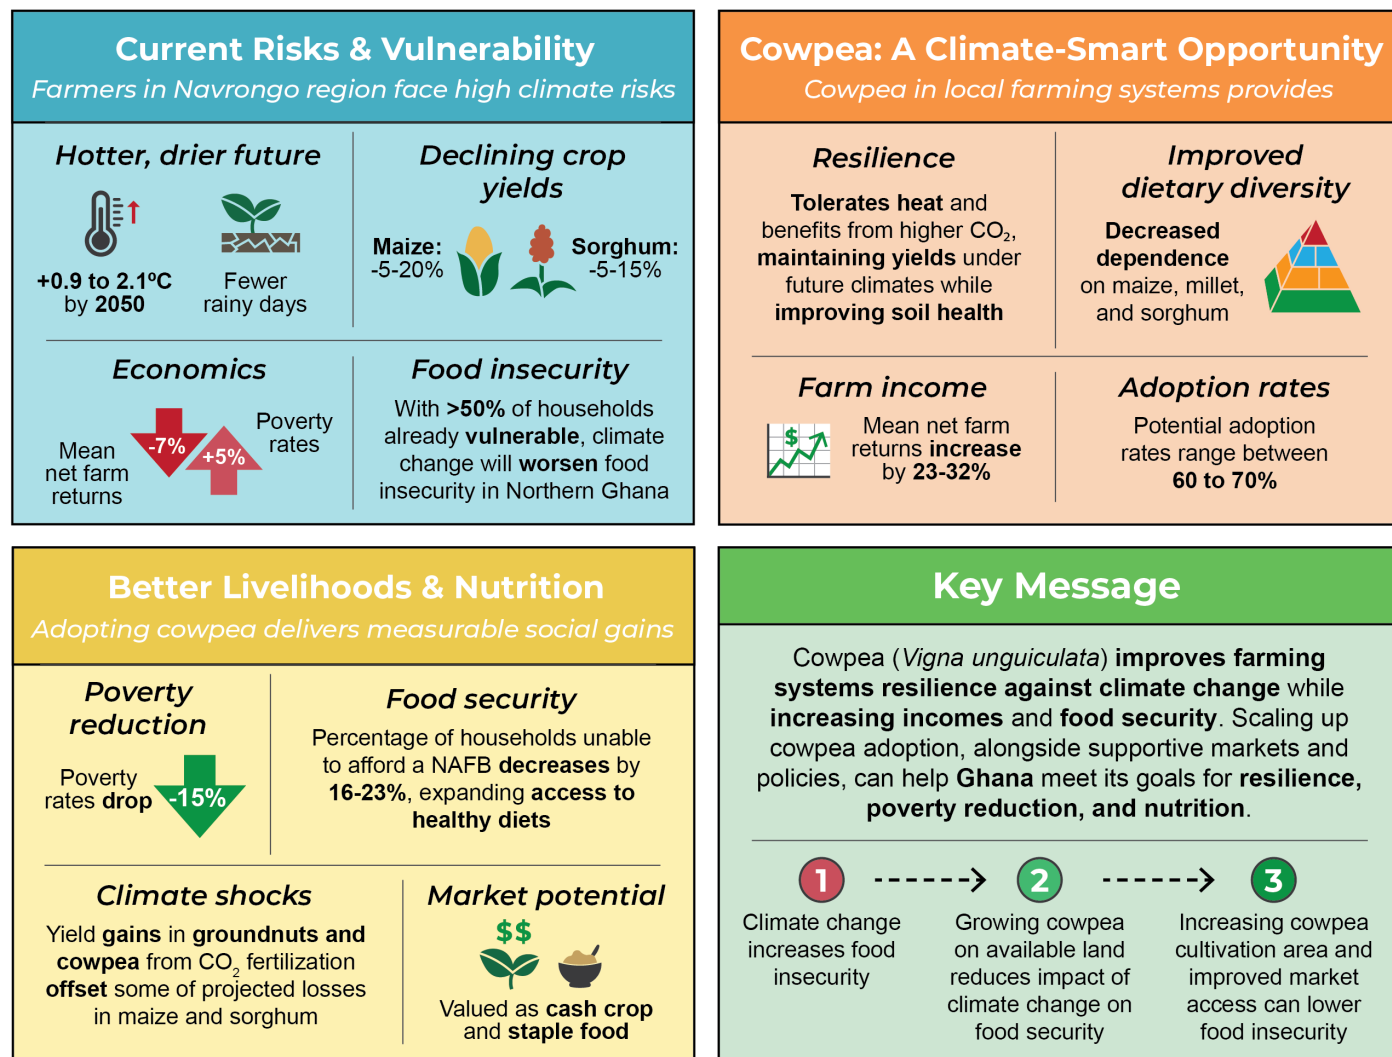 Current Risks & Vulnerability
Farmers in Navrongo region face high climate risks
Hotter, drier future
+0.9 to 2.1ºC
by 2050
Fewer
rainy days
Declining crop
yields
Maize:
-5-20%
Sorghum:
-5-15%
Economics
Mean
net farm
returns
-7%
+5%
Poverty
rates
Food insecurity
With >50% of households
already vulnerable, climate
change will worsen food
insecurity in Northern Ghana
Cowpea: A Climate-Smart Opportunity
Cowpea in local farming systems provides
Resilience
Tolerates heat and
benefits from higher CO₂,
maintaining yields under
future climates while
improving soil health
Improved
dietary diversity
Decreased
dependence
on maize, millet,
and sorghum
Farm income
$
Mean net farm
returns increase
by 23-32%
Adoption rates
Potential adoption
rates range between
60 to 70%
Better Livelihoods & Nutrition
Adopting cowpea delivers measurable social gains
Poverty
reduction
Poverty
rates drop
-15%
Food security
Percentage of households unable
to afford a NAFB decreases by
16-23%, expanding access to
healthy diets
Climate shocks
Yield gains in groundnuts and
cowpea from CO₂ fertilization
offset some of projected losses
in maize and sorghum
Market potential
$$
Valued as cash crop
and staple food
Key Message
Cowpea (Vigna unguiculata) improves farming
systems resilience against climate change while
increasing incomes and food security. Scaling up
cowpea adoption, alongside supportive markets and
policies, can help Ghana meet its goals for resilience,
poverty reduction, and nutrition.
1
Climate change
increases food
insecurity
2
Growing cowpea
on available land
reduces impact of
climate change on
food security
3
Increasing cowpea
cultivation area and
improved market
access can lower
food insecurity